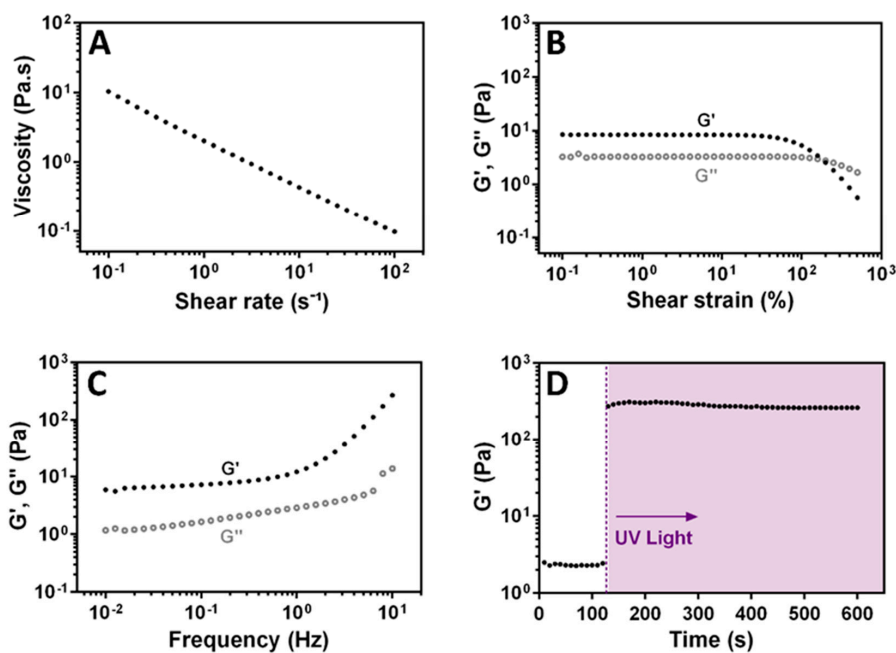 A
Viscosity (Pa.s)
10²
10¹
10⁰
10⁻¹
10⁻¹ 10⁰ 10¹ 10²
Shear rate (s⁻¹)
B
G', G" (Pa)
10³
10²
10¹
10⁰
10⁻¹
G'
G"
10⁻¹ 10⁰ 10¹ 10² 10³
Shear strain (%)
C
G', G" (Pa)
10³
10²
10¹
10⁰
10⁻¹
G'
G"
10⁻² 10⁻¹ 10⁰ 10¹
Frequency (Hz)
D
G' (Pa)
10³
10²
10¹
10⁰
UV Light
0 100 200 300 400 500 600
Time (s)